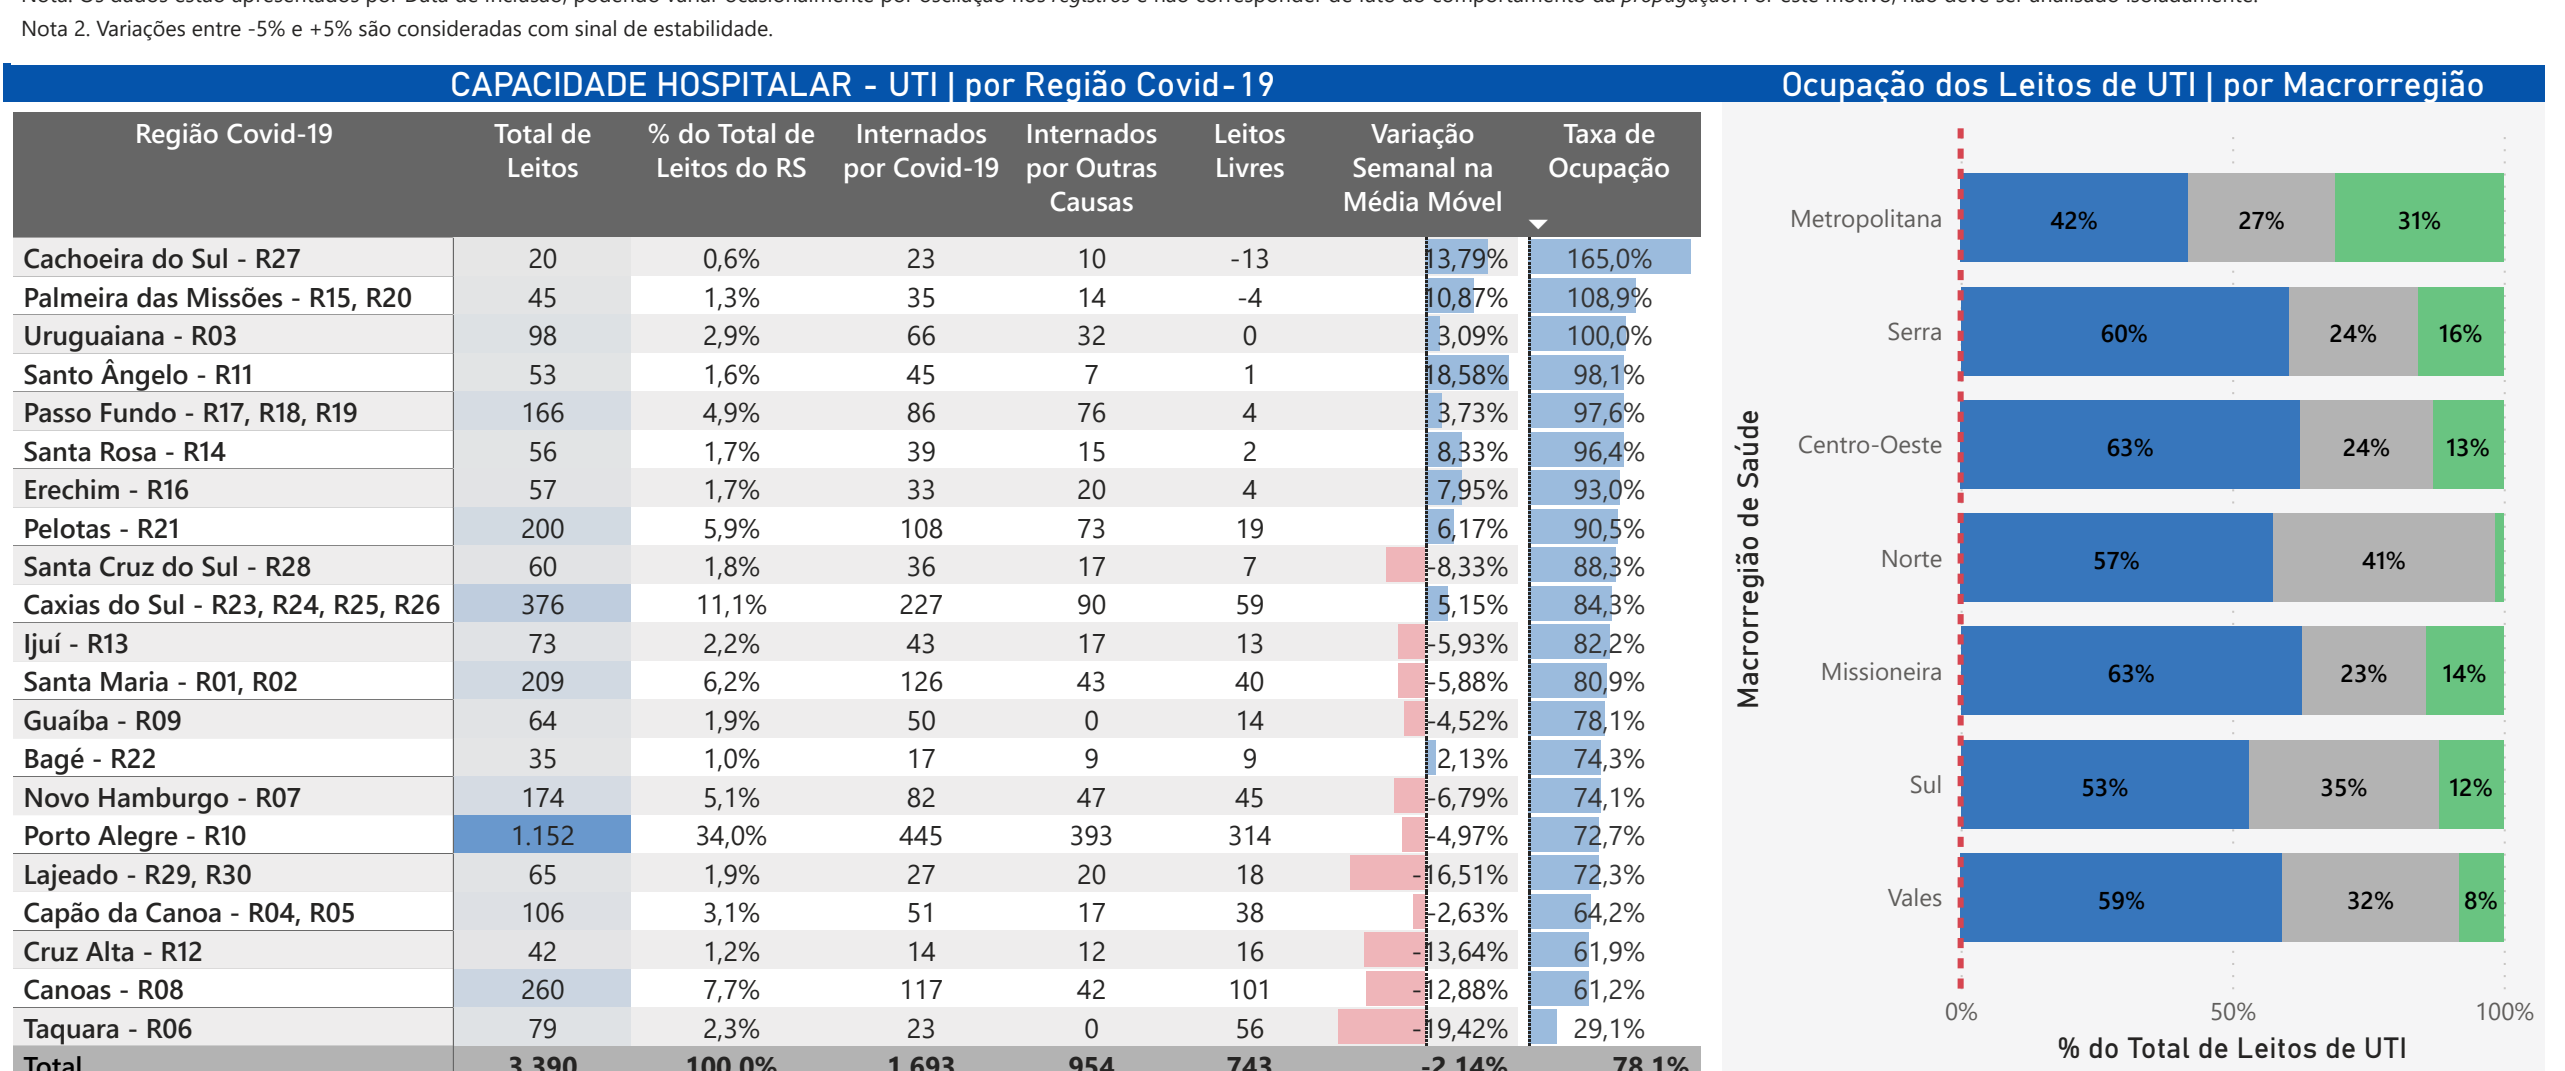 Nota 2. Variações entre -5% e +5% são consideradas com sinal de estabilidade.
CAPACIDADE HOSPITALAR - UTI | por Região Covid-19
Região Covid-19 Total de Leitos % do Total de Leitos do RS Internados por Covid-19 Internados por Outras Causas Leitos Livres Variação Semanal na Média Móvel Taxa de Ocupação
Cachoeira do Sul - R27 20 0,6% 23 10 -13 13,79% 165,0%
Palmeira das Missões - R15, R20 45 1,3% 35 14 -4 10,87% 108,9%
Uruguaiana - R03 98 2,9% 66 32 0 3,09% 100,0%
Santo Ângelo - R11 53 1,6% 45 7 1 18,58% 98,1%
Passo Fundo - R17, R18, R19 166 4,9% 86 76 4 3,73% 97,6%
Santa Rosa - R14 56 1,7% 39 15 2 8,33% 96,4%
Erechim - R16 57 1,7% 33 20 4 7,95% 93,0%
Pelotas - R21 200 5,9% 108 73 19 6,17% 90,5%
Santa Cruz do Sul - R28 60 1,8% 36 17 7 -8,33% 88,3%
Caxias do Sul - R23, R24, R25, R26 376 11,1% 227 90 59 5,15% 84,3%
Ijuí - R13 73 2,2% 43 17 13 -5,93% 82,2%
Santa Maria - R01, R02 209 6,2% 126 43 40 -5,88% 80,9%
Guaíba - R09 64 1,9% 50 0 14 -4,52% 78,1%
Bagé - R22 35 1,0% 17 9 9 2,13% 74,3%
Novo Hamburgo - R07 174 5,1% 82 47 45 -6,79% 74,1%
Porto Alegre - R10 1.152 34,0% 445 393 314 -4,97% 72,7%
Lajeado - R29, R30 65 1,9% 27 20 18 -16,51% 72,3%
Capão da Canoa - R04, R05 106 3,1% 51 17 38 -2,63% 64,2%
Cruz Alta - R12 42 1,2% 14 12 16 -13,64% 61,9%
Canoas - R08 260 7,7% 117 42 101 -12,88% 61,2%
Taquara - R06 79 2,3% 23 0 56 -19,42% 29,1%
Total 3.390 100,0% 1.693 954 743 -2,14% 78,1%
Ocupação dos Leitos de UTI | por Macrorregião
Macrorregião de Saúde
Metropolitana 42% 27% 31%
Serra 60% 24% 16%
Centro-Oeste 63% 24% 13%
Norte 57% 41%
Missioneira 63% 23% 14%
Sul 53% 35% 12%
Vales 59% 32% 8%
0% 50% 100%
% do Total de Leitos de UTI